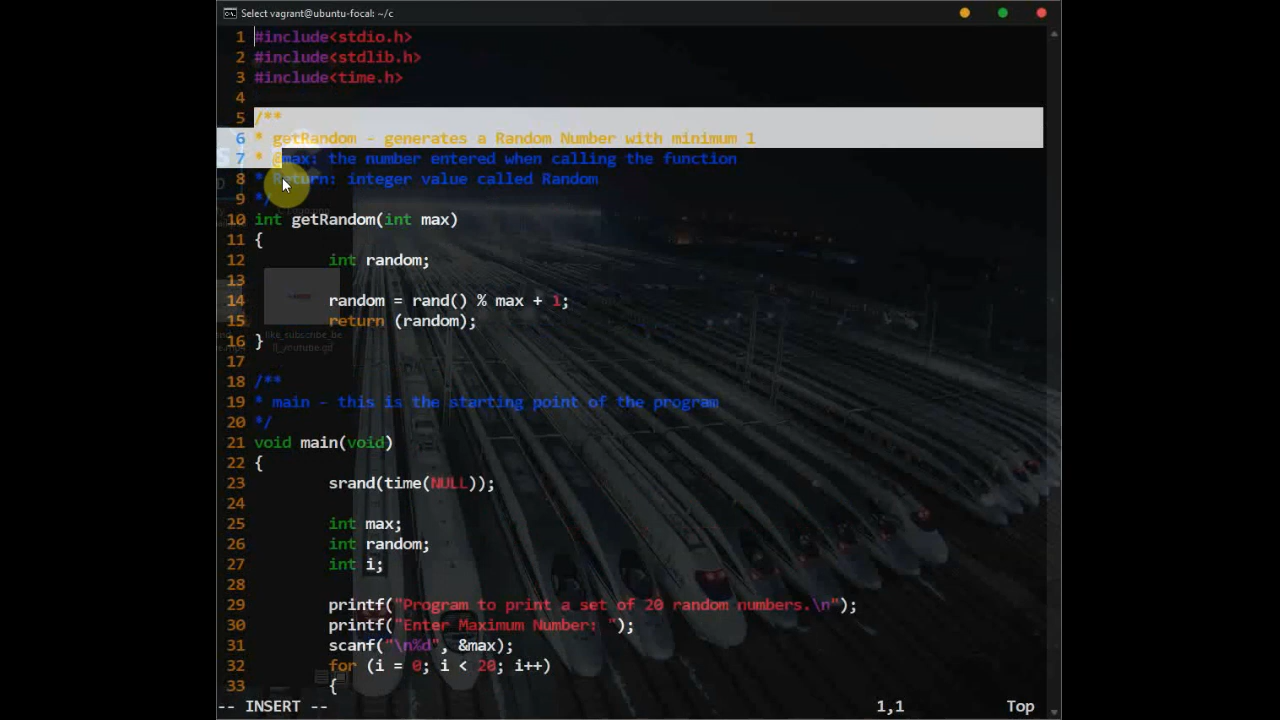 Select vagrant@ubuntu-focal: ~/c
1 #include<stdio.h>
2 #include<stdlib.h>
3 #include<time.h>
4
5 /**
6 * getRandom - generates a Random Number with minimum 1
7 * @max: the number entered when calling the function
8 * Return: integer value called Random
9 */
10 int getRandom(int max)
11 {
12 int random;
13
14 random = rand() % max + 1;
15 return (random);
16 }
17
18 /**
19 * main - this is the starting point of the program
20 */
21 void main(void)
22 {
23 srand(time(NULL));
24
25 int max;
26 int random;
27 int i;
28
29 printf("Program to print a set of 20 random numbers.\n");
30 printf("Enter Maximum Number: ");
31 scanf("\n%d", &max);
32 for (i = 0; i < 20; i++)
33 {
-- INSERT -- 1,1 Top
like_subscribe_be
ll_youtube.gif